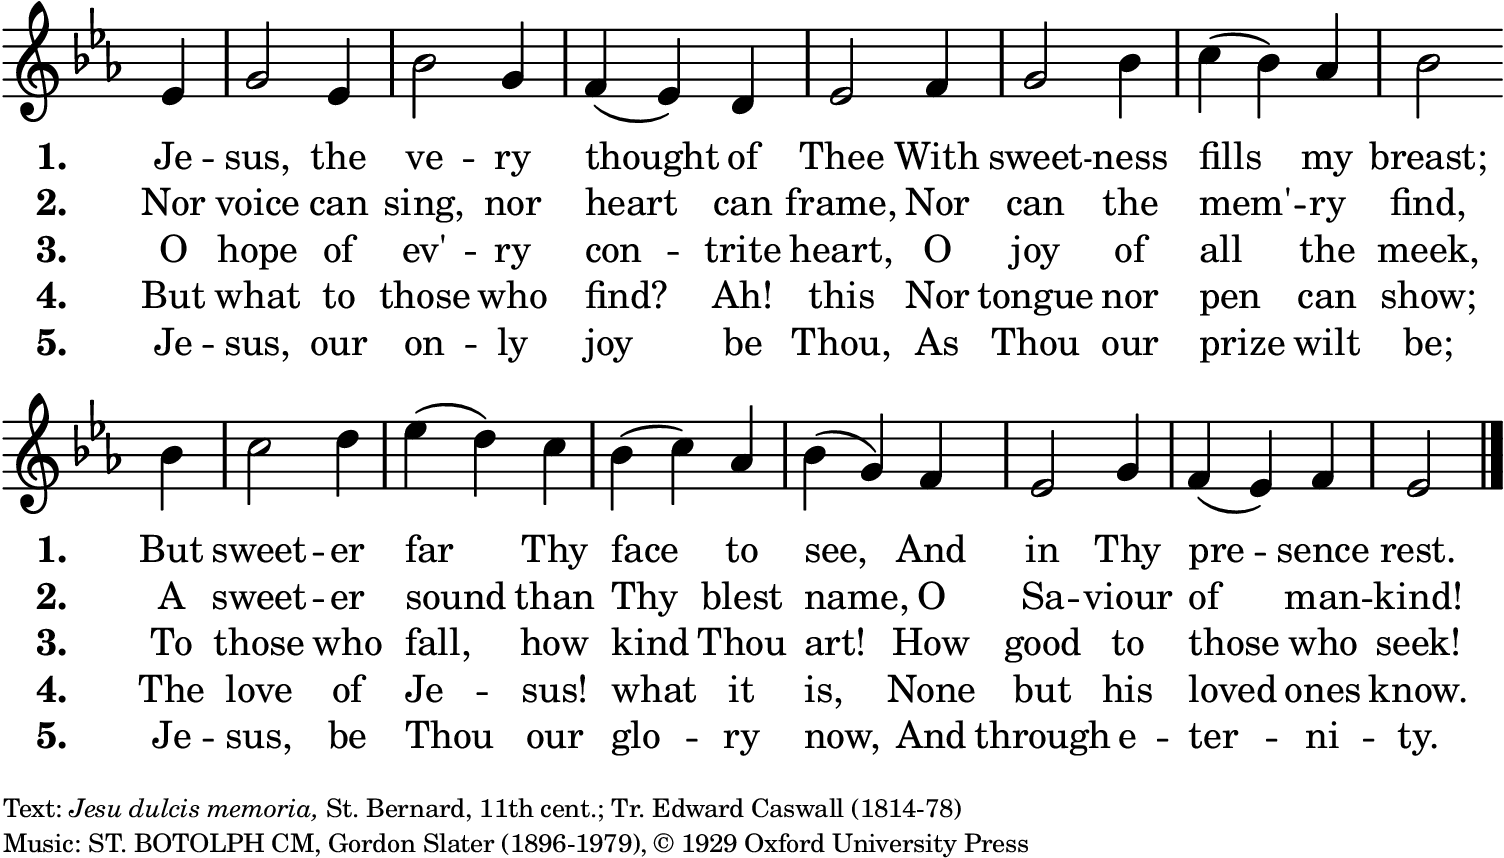 1. Je - sus, the ve - ry thought of Thee With sweet - ness fills my breast;
2. Nor voice can sing, nor heart can frame, Nor can the mem' - ry find,
3. O hope of ev' - ry con - trite heart, O joy of all the meek,
4. But what to those who find? Ah! this Nor tongue nor pen can show;
5. Je - sus, our on - ly joy be Thou, As Thou our prize wilt be;
1. But sweet - er far Thy face to see, And in Thy pre - sence rest.
2. A sweet - er sound than Thy blest name, O Sa - viour of man - kind!
3. To those who fall, how kind Thou art! How good to those who seek!
4. The love of Je - sus! what it is, None but his loved ones know.
5. Je - sus, be Thou our glo - ry now, And through e - ter - ni - ty.
Text: Jesu dulcis memoria, St. Bernard, 11th cent.; Tr. Edward Caswall (1814-78)
Music: ST. BOTOLPH CM, Gordon Slater (1896-1979), © 1929 Oxford University Press